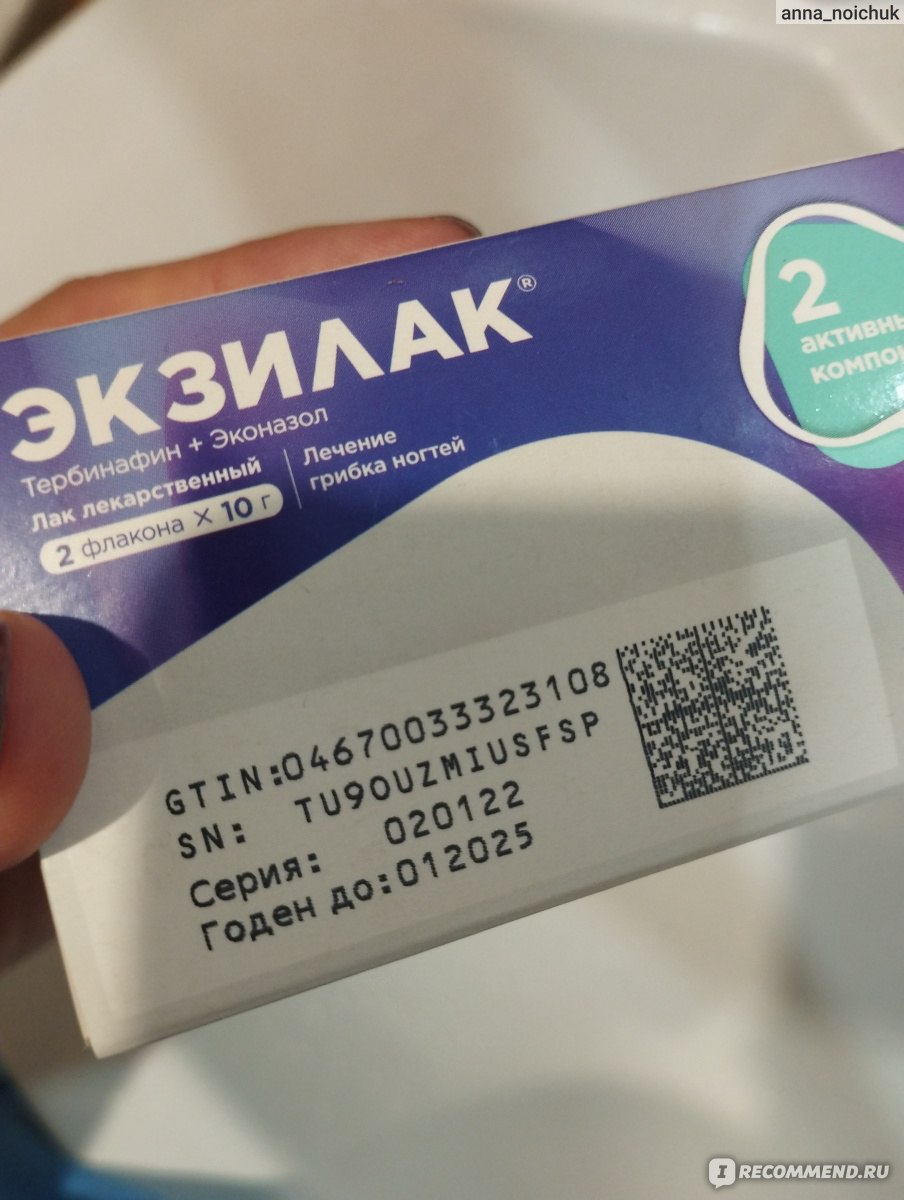 anna_noichuk
ЭКЗИЛАК®
Тербинафин + Эконазол
Лак лекарственный
2 флакона X 10 г
Лечение
грибка ногтей
2
GTIN:04670033323108
SN: TU9OUZMIUSFSP
Серия: 020122
Годен до:012025
IRECOMMEND.RU